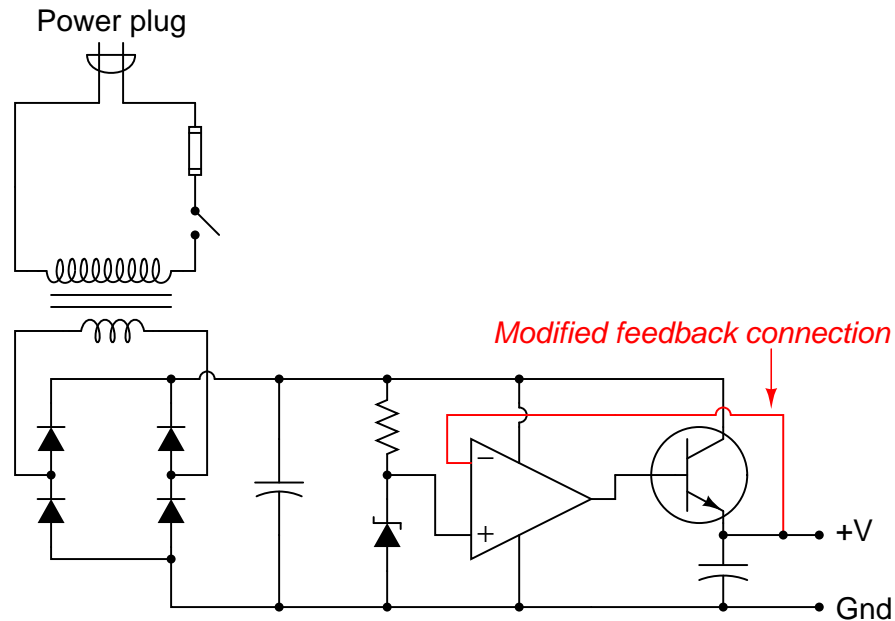 Power plug
Modified feedback connection
−
+
+V
Gnd